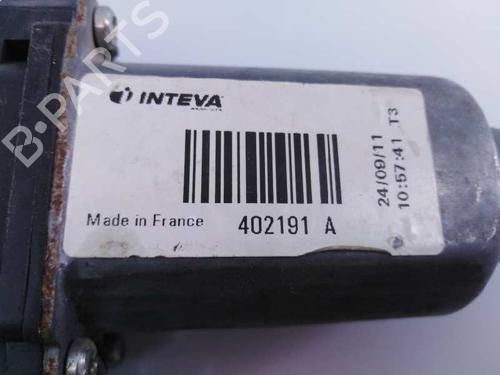 INTEVA
Made in France
402191 A
24/09/11
10:57:41 T3
B-PARTS